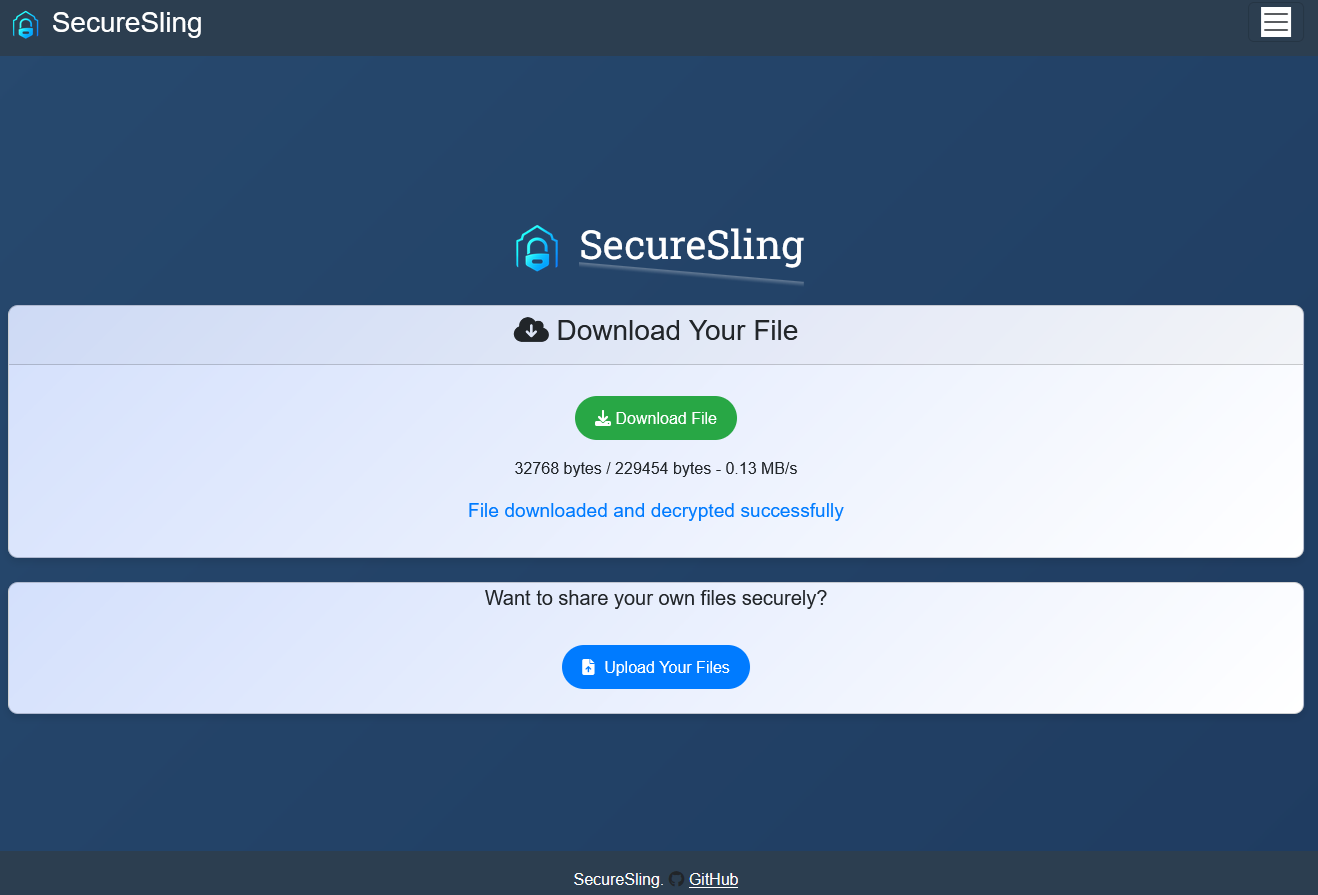 SecureSling
SecureSling
Download Your File
Download File
32768 bytes / 229454 bytes - 0.13 MB/s
File downloaded and decrypted successfully
Want to share your own files securely?
Upload Your Files
SecureSling. GitHub